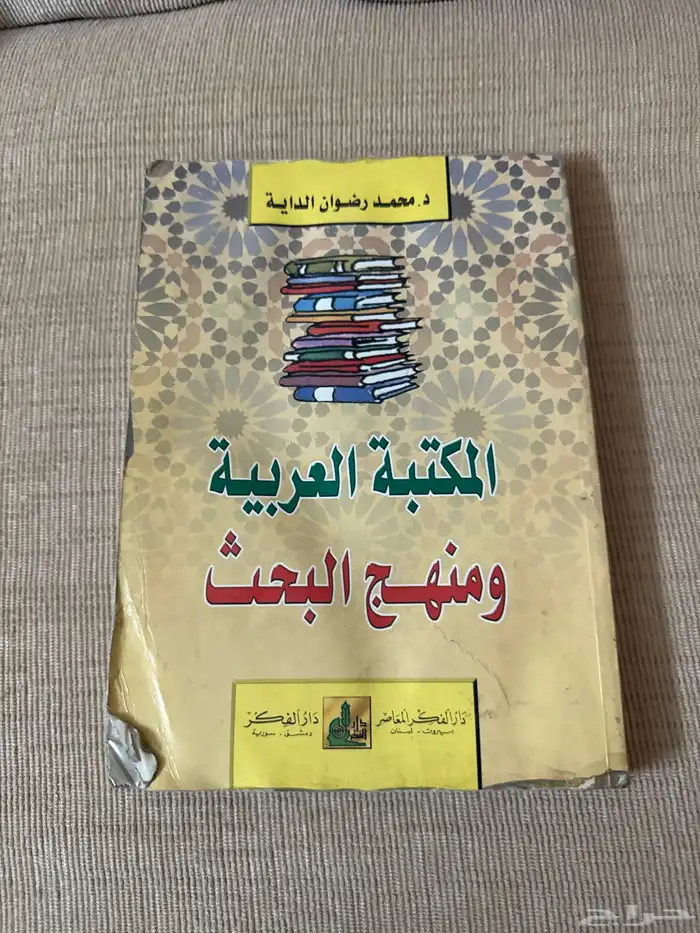 د. محمد رضوان الداية
المكتبة العربية
ومنهج البحث
دار الفكر المعاصر
بيروت - لبنان
دار الفكر
دار الفكر
دمشق - سورية
حراج